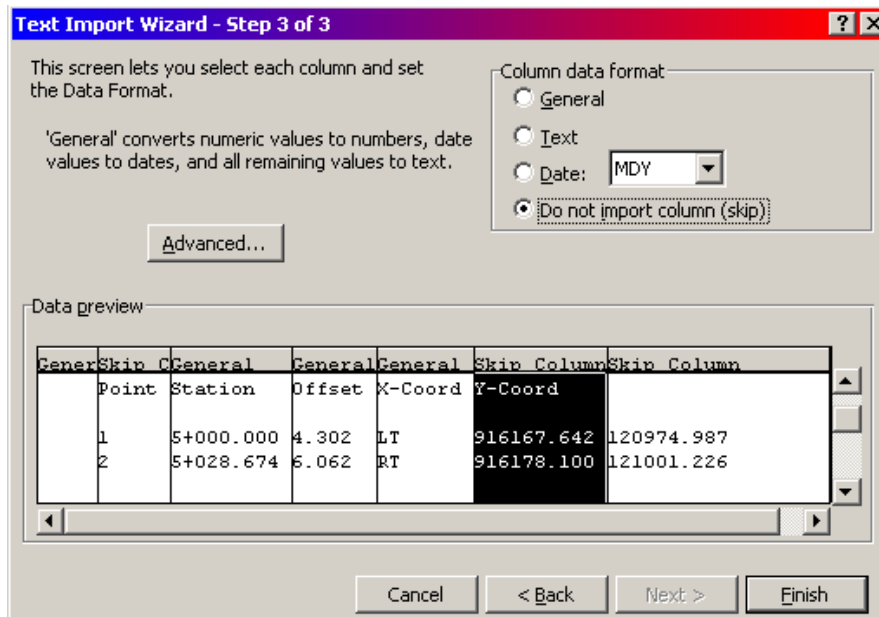 Text Import Wizard - Step 3 of 3
This screen lets you select each column and set
the Data Format.
'General' converts numeric values to numbers, date
values to dates, and all remaining values to text.
Advanced...
Column data format
General
Text
Date: MDY
Do not import column (skip)
Data preview
Gener Skip C General General General Skip Column Skip Column
Point Station Offset X-Coord Y-Coord
1 5+000.000 4.302 LT 916167.642 120974.987
2 5+028.674 6.062 RT 916178.100 121001.226
Cancel < Back Next > Finish